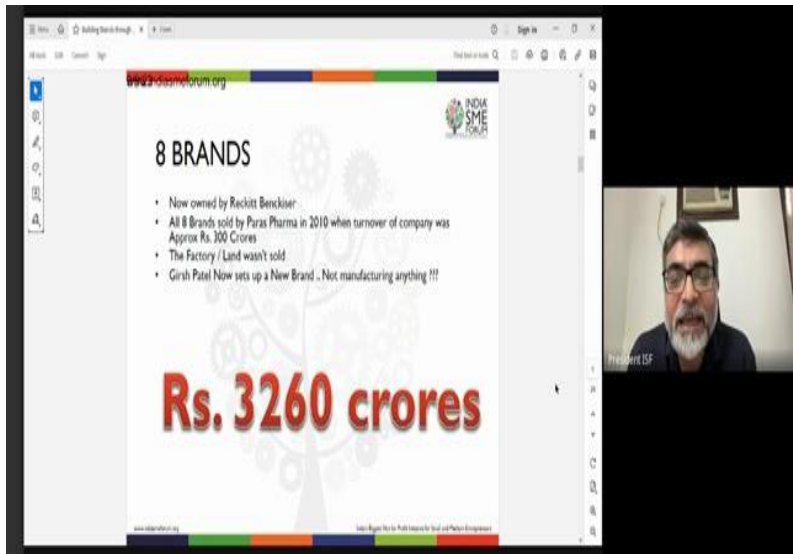 Sign in
indiasmeforum.org
INDIA
SME
FORUM
8 BRANDS
• Now owned by Reckitt Benckiser
• All 8 Brands sold by Paras Pharma in 2010 when turnover of company was
Approx Rs. 300 Crores
• The Factory / Land wasn't sold
• Girsh Patel Now sets up a New Brand .. Not manufacturing anything ???
Rs. 3260 crores
President ISF
www.indiasmeforum.org